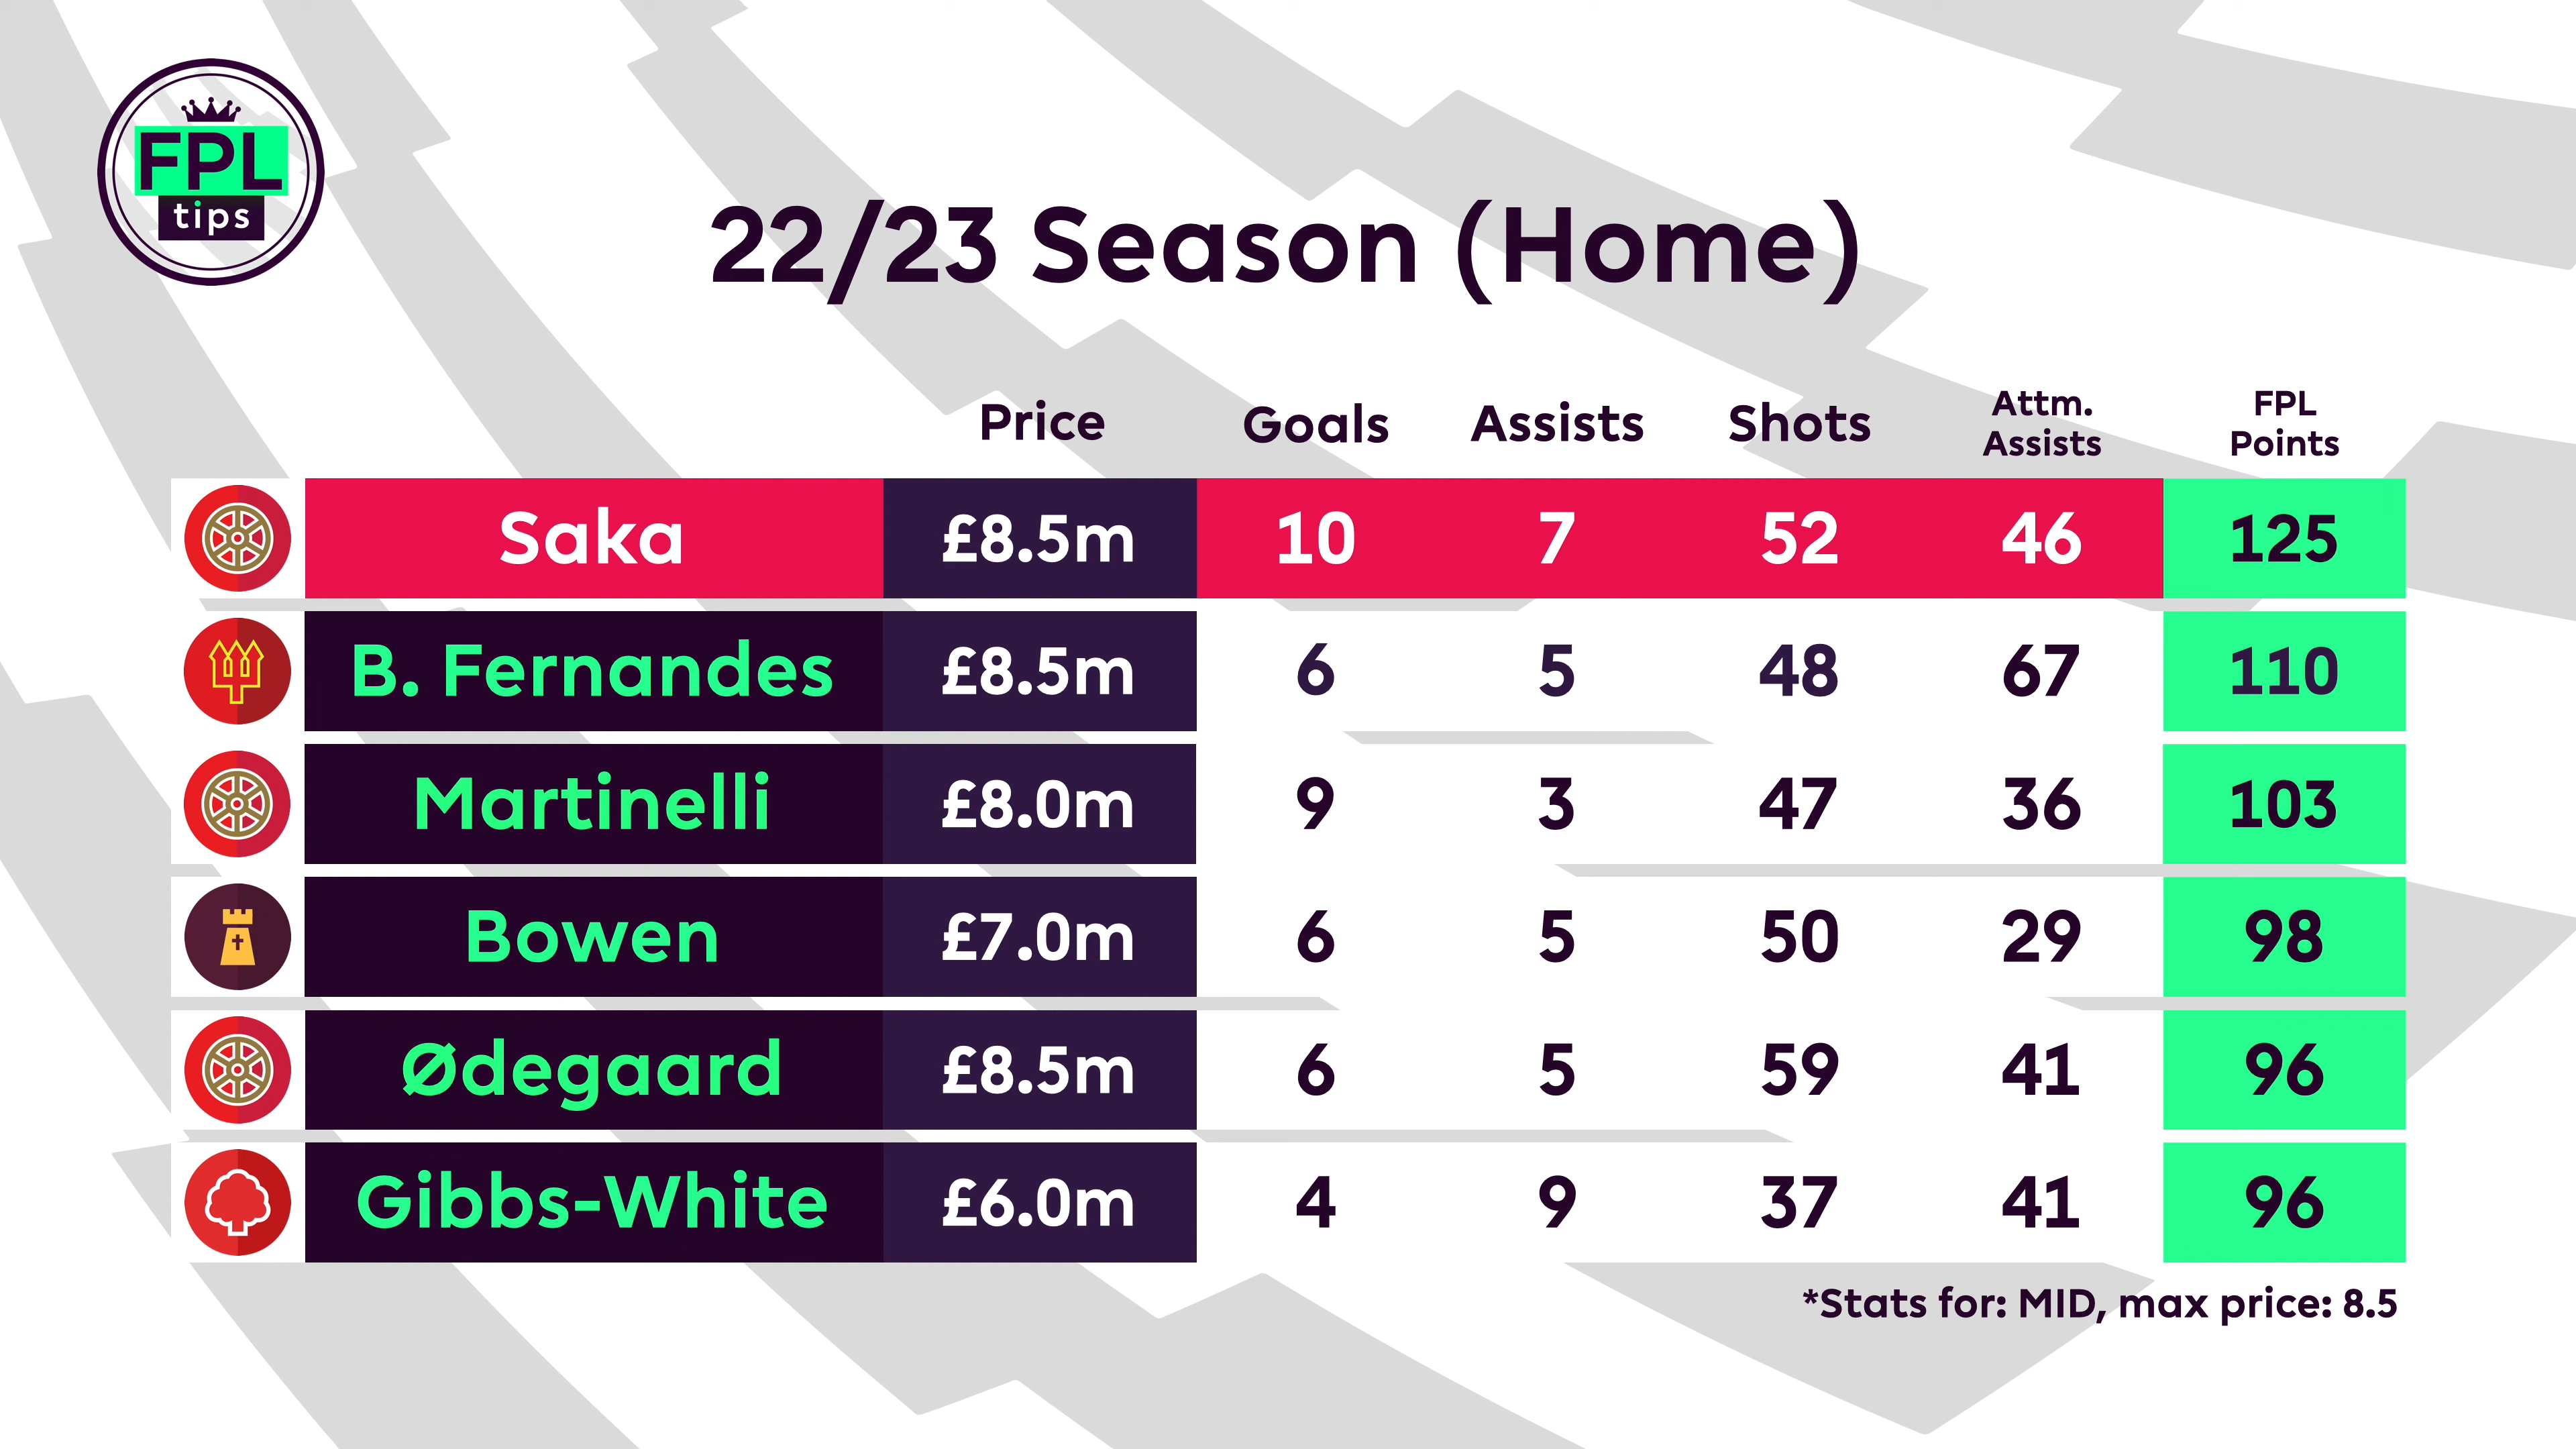 FPL
tips
22/23 Season (Home)
Price Goals Assists Shots Attm. Assists FPL Points
Saka £8.5m 10 7 52 46 125
B. Fernandes £8.5m 6 5 48 67 110
Martinelli £8.0m 9 3 47 36 103
Bowen £7.0m 6 5 50 29 98
Ødegaard £8.5m 6 5 59 41 96
Gibbs-White £6.0m 4 9 37 41 96
*Stats for: MID, max price: 8.5